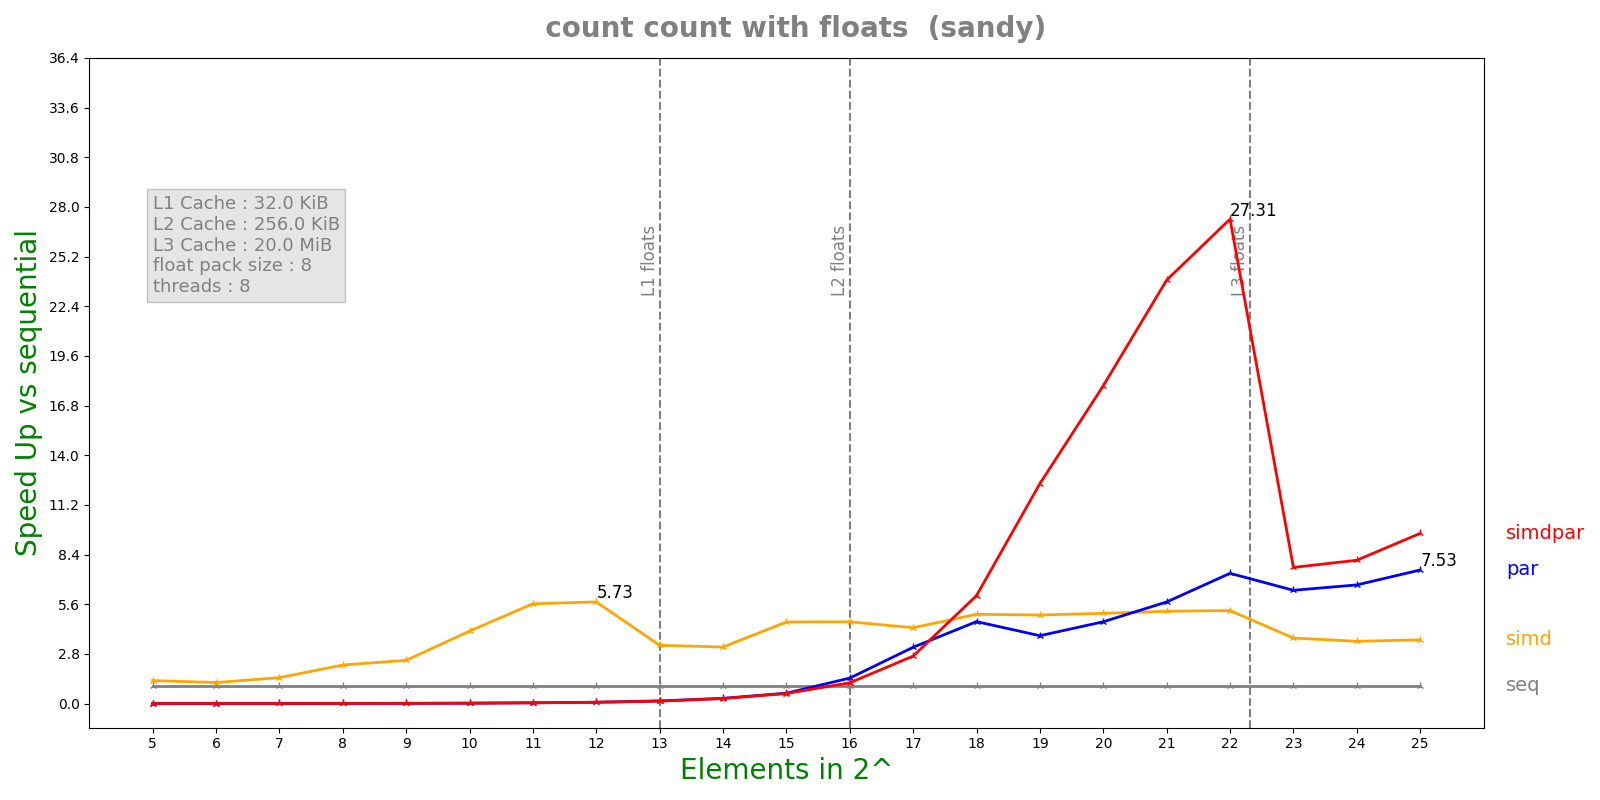 count count with floats (sandy)
36.4
33.6
30.8
28.0
25.2
22.4
19.6
16.8
14.0
11.2
8.4
5.6
2.8
0.0
Speed Up vs sequential
L1 Cache : 32.0 KiB
L2 Cache : 256.0 KiB
L3 Cache : 20.0 MiB
float pack size : 8
threads : 8
L1 floats
L2 floats
L3 floats
27.31
5.73
7.53
simdpar
par
simd
seq
5 6 7 8 9 10 11 12 13 14 15 16 17 18 19 20 21 22 23 24 25
Elements in 2^